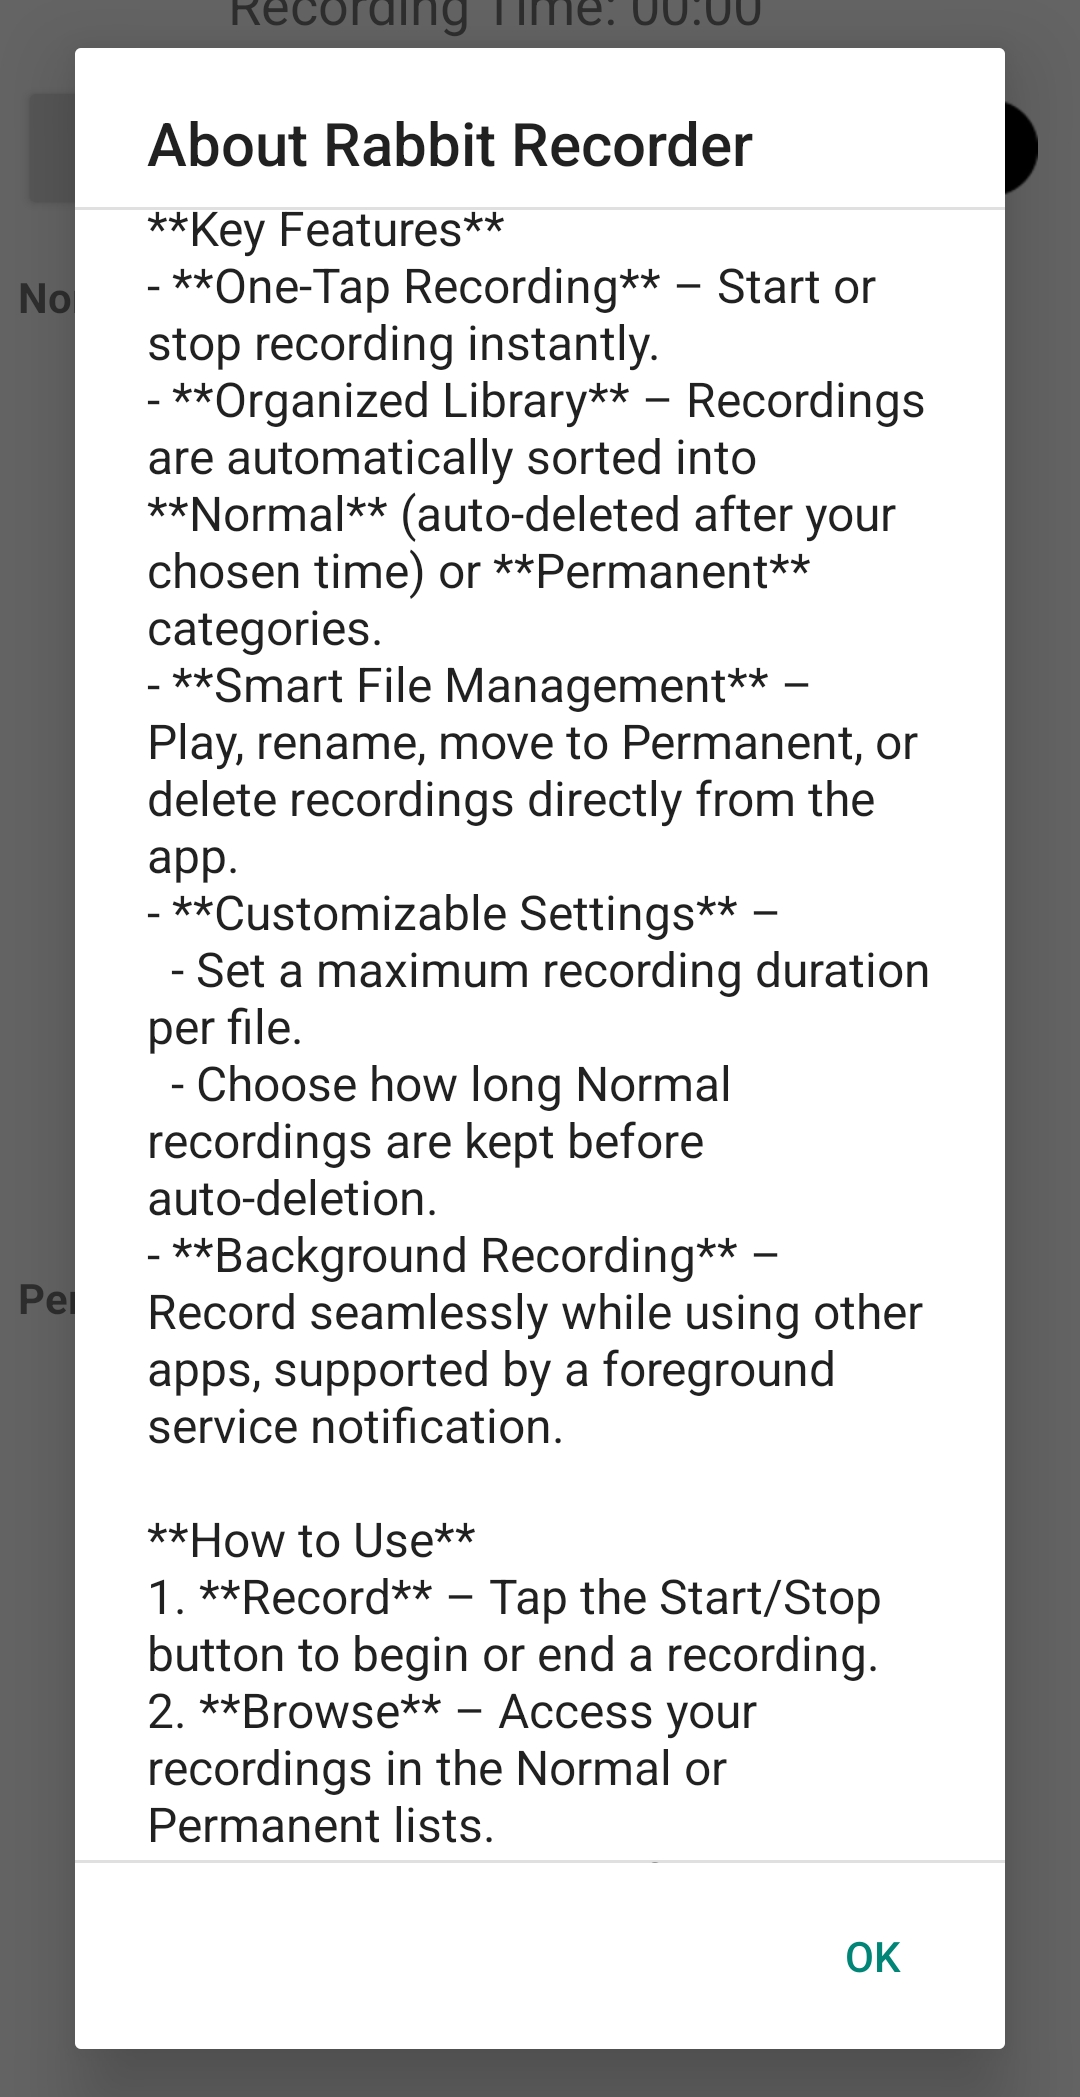 Recording Time: 00:00
About Rabbit Recorder
**Key Features**
- **One-Tap Recording** – Start or
stop recording instantly.
- **Organized Library** – Recordings
are automatically sorted into
**Normal** (auto-deleted after your
chosen time) or **Permanent**
categories.
- **Smart File Management** –
Play, rename, move to Permanent, or
delete recordings directly from the
app.
- **Customizable Settings** –
  - Set a maximum recording duration
per file.
  - Choose how long Normal
recordings are kept before
auto-deletion.
- **Background Recording** –
Record seamlessly while using other
apps, supported by a foreground
service notification.

**How to Use**
1. **Record** – Tap the Start/Stop
button to begin or end a recording.
2. **Browse** – Access your
recordings in the Normal or
Permanent lists.
OK